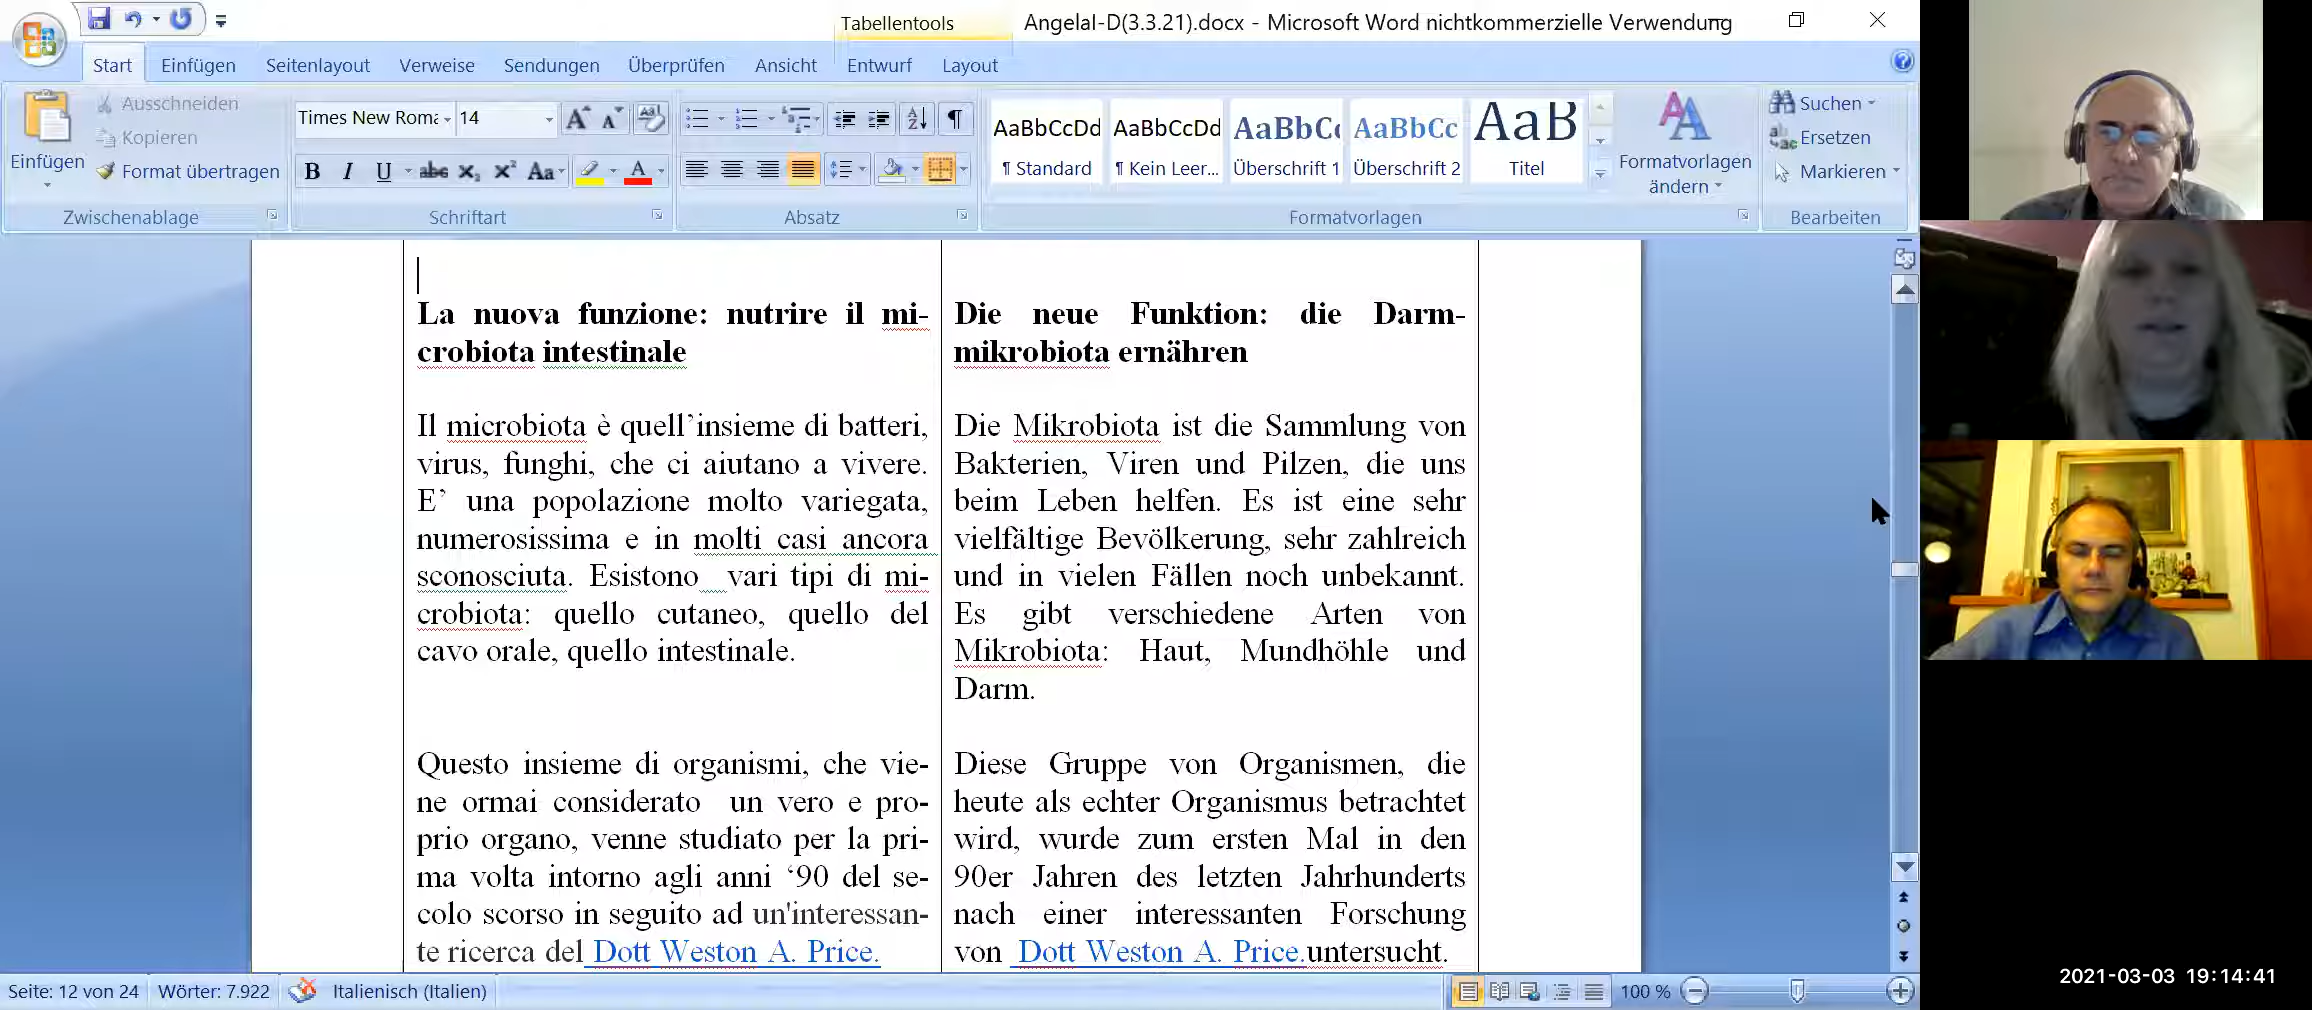 Tabellentools
AngelaI-D(3.3.21).docx - Microsoft Word nichtkommerzielle Verwendung
Start Einfügen Seitenlayout Verweise Sendungen Überprüfen Ansicht Entwurf Layout
Einfügen
Ausschneiden
Kopieren
Format übertragen
Zwischenablage
Times New Roma 14
Schriftart
Absatz
AaBbCcDd AaBbCcDd AaBbCc AaBbCc AaB
¶ Standard ¶ Kein Leer... Überschrift 1 Überschrift 2 Titel
Formatvorlagen
ändern
Formatvorlagen
Suchen
Ersetzen
Markieren
Bearbeiten
La nuova funzione: nutrire il mi-
crobiota intestinale
Il microbiota è quell’insieme di batteri,
virus, funghi, che ci aiutano a vivere.
E’ una popolazione molto variegata,
numerosissima e in molti casi ancora
sconosciuta. Esistono vari tipi di mi-
crobiota: quello cutaneo, quello del
cavo orale, quello intestinale.
Questo insieme di organismi, che vie-
ne ormai considerato un vero e pro-
prio organo, venne studiato per la pri-
ma volta intorno agli anni ‘90 del se-
colo scorso in seguito ad un'interessan-
te ricerca del Dott Weston A. Price.
Die neue Funktion: die Darm-
mikrobiota ernähren
Die Mikrobiota ist die Sammlung von
Bakterien, Viren und Pilzen, die uns
beim Leben helfen. Es ist eine sehr
vielfältige Bevölkerung, sehr zahlreich
und in vielen Fällen noch unbekannt.
Es gibt verschiedene Arten von
Mikrobiota: Haut, Mundhöhle und
Darm.
Diese Gruppe von Organismen, die
heute als echter Organismus betrachtet
wird, wurde zum ersten Mal in den
90er Jahren des letzten Jahrhunderts
nach einer interessanten Forschung
von Dott Weston A. Price.untersucht.
Seite: 12 von 24 Wörter: 7.922 Italienisch (Italien) 100 %
2021-03-03 19:14:41